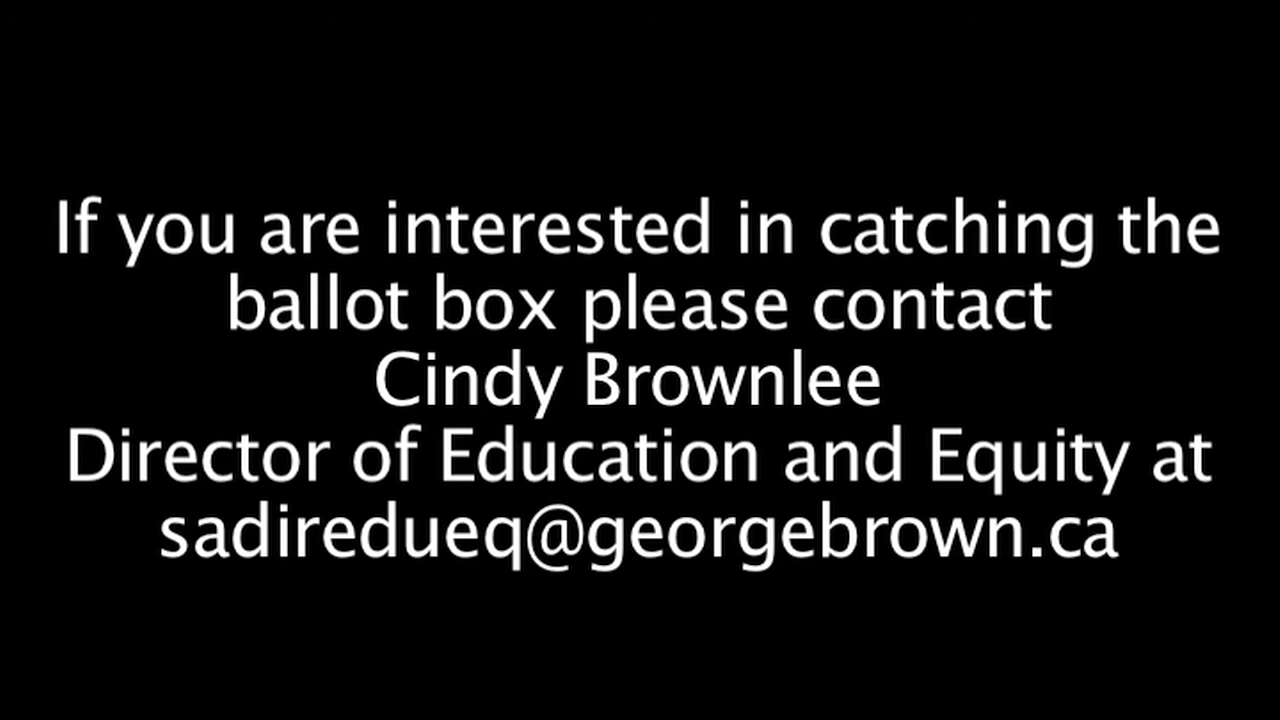 If you are interested in catching the
ballot box please contact
Cindy Brownlee
Director of Education and Equity at
sadiredueq@georgebrown.ca